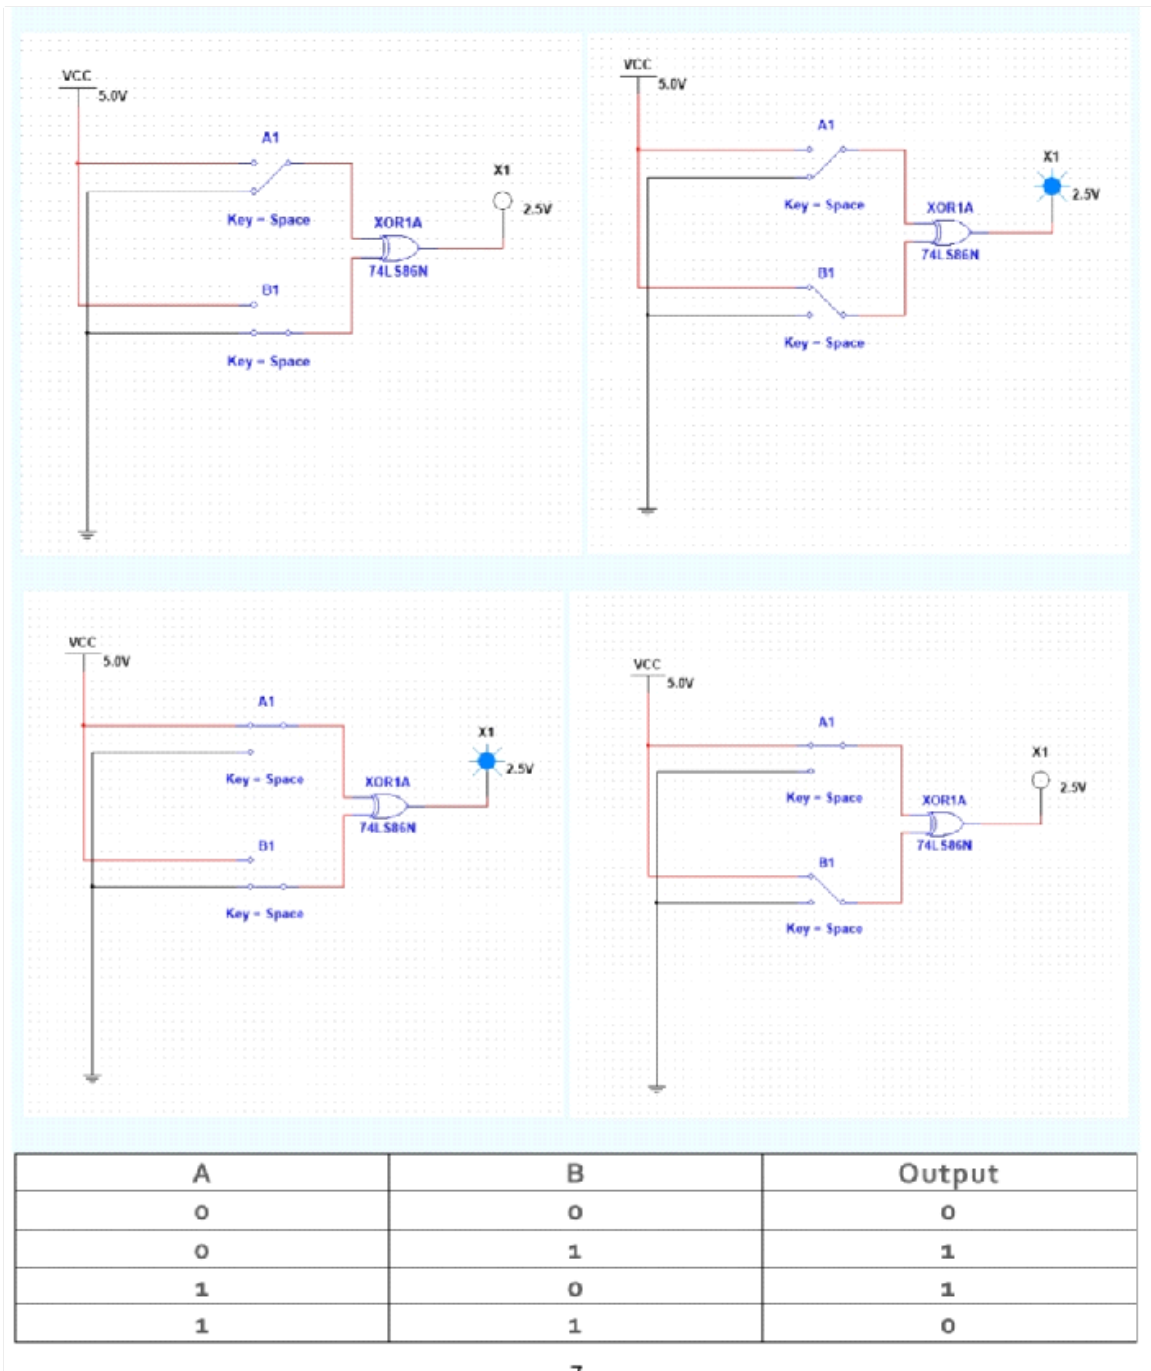 VCC
5.0V
A1
X1
2.5V
Key = Space
XOR1A
74LS86N
B1
Key = Space
VCC
5.0V
A1
X1
2.5V
Key = Space
XOR1A
74LS86N
B1
Key = Space
VCC
5.0V
A1
X1
2.5V
Key = Space
XOR1A
74LS86N
B1
Key = Space
VCC
5.0V
A1
X1
2.5V
Key = Space
XOR1A
74LS86N
B1
Key = Space
A B Output
0 0 0
0 1 1
1 0 1
1 1 0